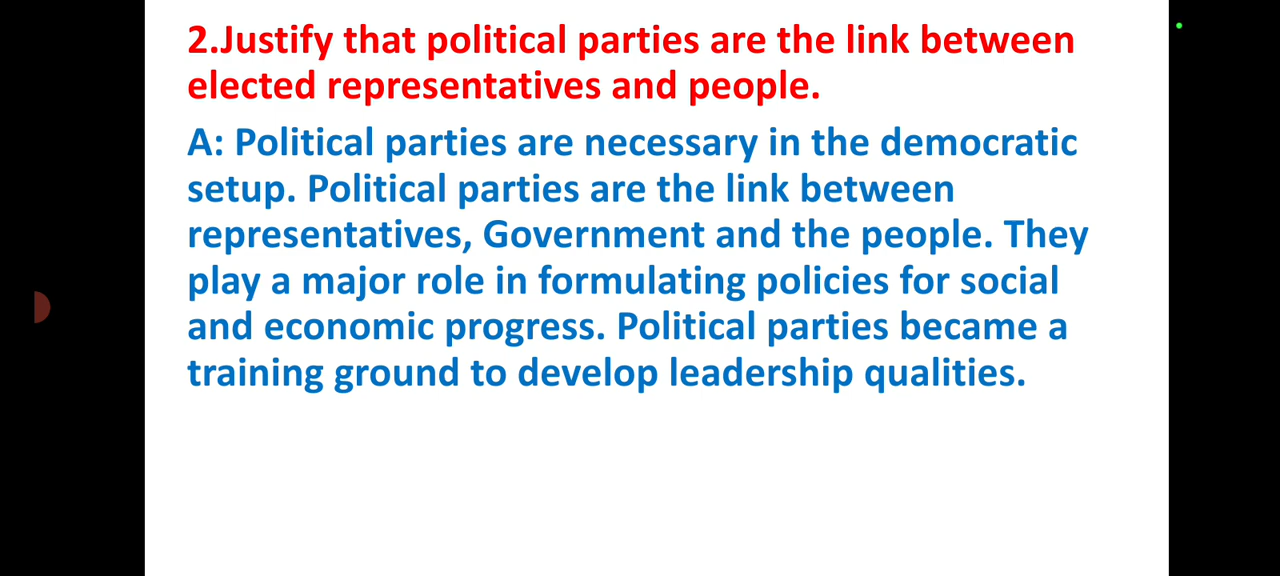 2.Justify that political parties are the link between
elected representatives and people.
A: Political parties are necessary in the democratic
setup. Political parties are the link between
representatives, Government and the people. They
play a major role in formulating policies for social
and economic progress. Political parties became a
training ground to develop leadership qualities.